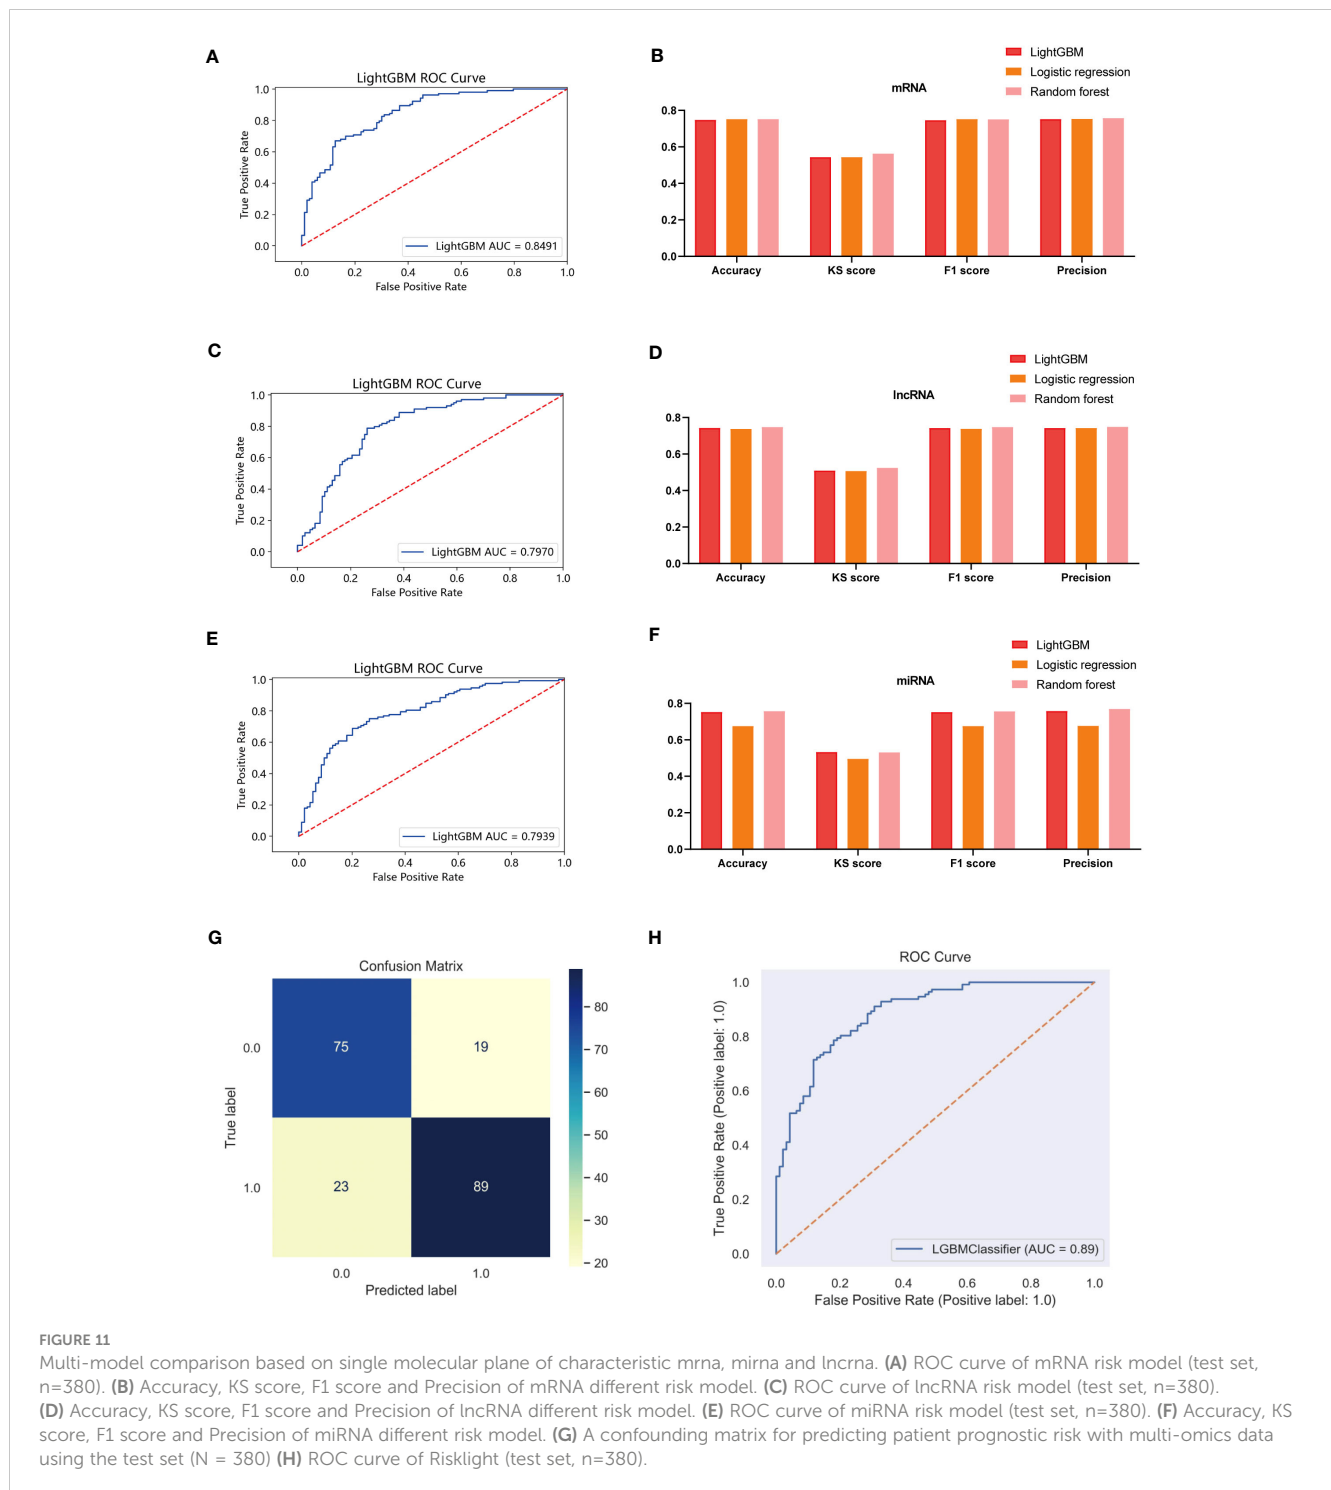 A
LightGBM ROC Curve
True Positive Rate
1.0
0.8
0.6
0.4
0.2
0.0
LightGBM AUC = 0.8491
0.0 0.2 0.4 0.6 0.8 1.0
False Positive Rate
B
LightGBM
Logistic regression
Random forest
mRNA
0.8
0.6
0.4
0.2
0.0
Accuracy KS score F1 score Precision
C
LightGBM ROC Curve
True Positive Rate
1.0
0.8
0.6
0.4
0.2
0.0
LightGBM AUC = 0.7970
0.0 0.2 0.4 0.6 0.8 1.0
False Positive Rate
D
LightGBM
Logistic regression
Random forest
lncRNA
0.8
0.6
0.4
0.2
0.0
Accuracy KS score F1 score Precision
E
LightGBM ROC Curve
True Positive Rate
1.0
0.8
0.6
0.4
0.2
0.0
LightGBM AUC = 0.7939
0.0 0.2 0.4 0.6 0.8 1.0
False Positive Rate
F
LightGBM
Logistic regression
Random forest
miRNA
0.8
0.6
0.4
0.2
0.0
Accuracy KS score F1 score Precision
G
Confusion Matrix
True label
0.0
1.0
75 19
23 89
0.0 1.0
Predicted label
80
70
60
50
40
30
20
H
ROC Curve
True Positive Rate (Positive label: 1.0)
1.0
0.8
0.6
0.4
0.2
0.0
LGBMClassifier (AUC = 0.89)
0.0 0.2 0.4 0.6 0.8 1.0
False Positive Rate (Positive label: 1.0)
FIGURE 11
Multi-model comparison based on single molecular plane of characteristic mrna, mirna and lncrna. (A) ROC curve of mRNA risk model (test set,
n=380). (B) Accuracy, KS score, F1 score and Precision of mRNA different risk model. (C) ROC curve of lncRNA risk model (test set, n=380).
(D) Accuracy, KS score, F1 score and Precision of lncRNA different risk model. (E) ROC curve of miRNA risk model (test set, n=380). (F) Accuracy, KS
score, F1 score and Precision of miRNA different risk model. (G) A confounding matrix for predicting patient prognostic risk with multi-omics data
using the test set (N = 380) (H) ROC curve of Risklight (test set, n=380).